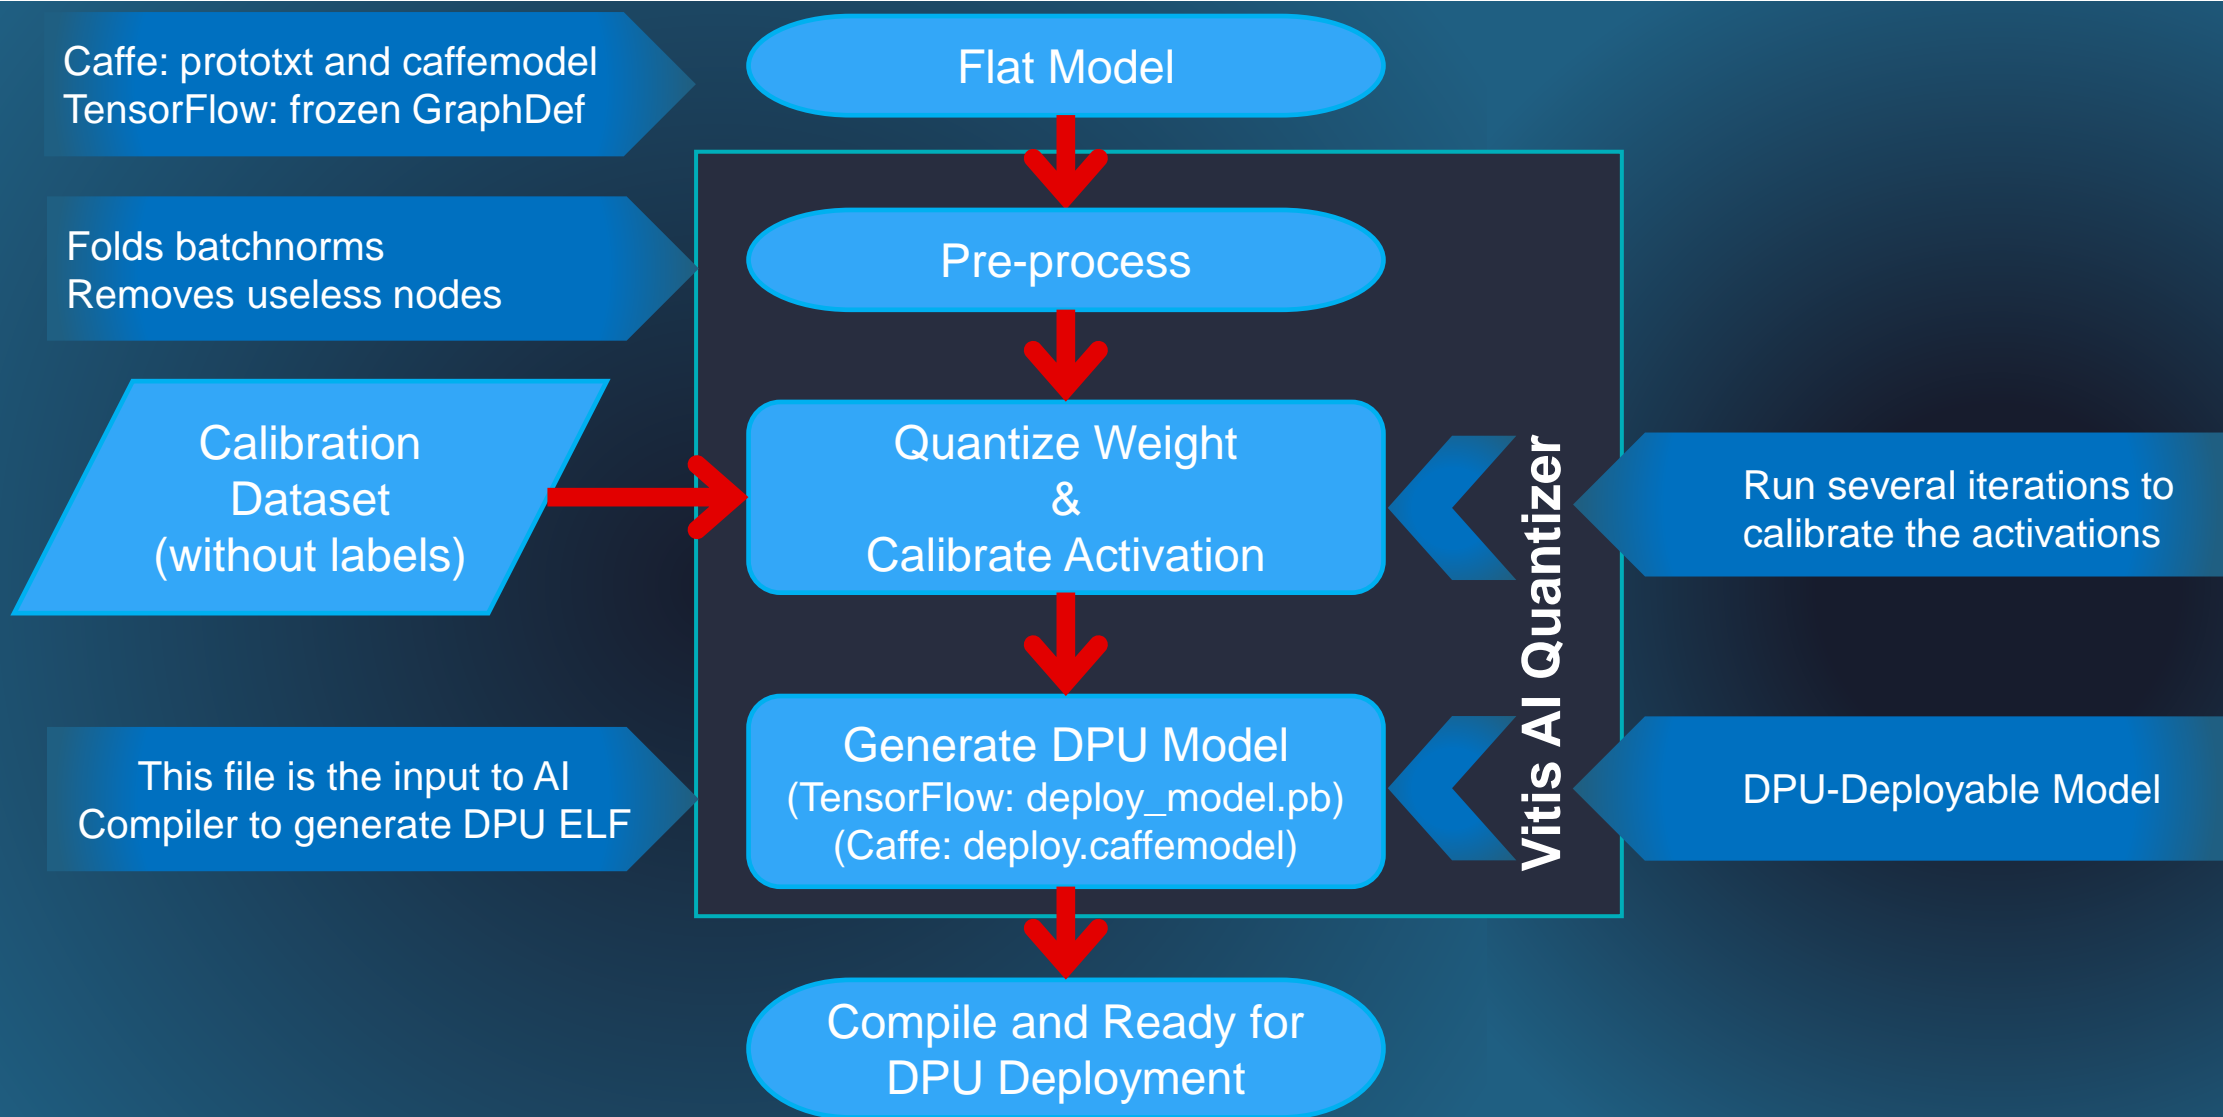 Caffe: prototxt and caffemodel
TensorFlow: frozen GraphDef
Flat Model
Folds batchnorms
Removes useless nodes
Pre-process
Calibration
Dataset
(without labels)
Quantize Weight
&
Calibrate Activation
Vitis AI Quantizer
Run several iterations to
calibrate the activations
This file is the input to AI
Compiler to generate DPU ELF
Generate DPU Model
(TensorFlow: deploy_model.pb)
(Caffe: deploy.caffemodel)
DPU-Deployable Model
Compile and Ready for
DPU Deployment